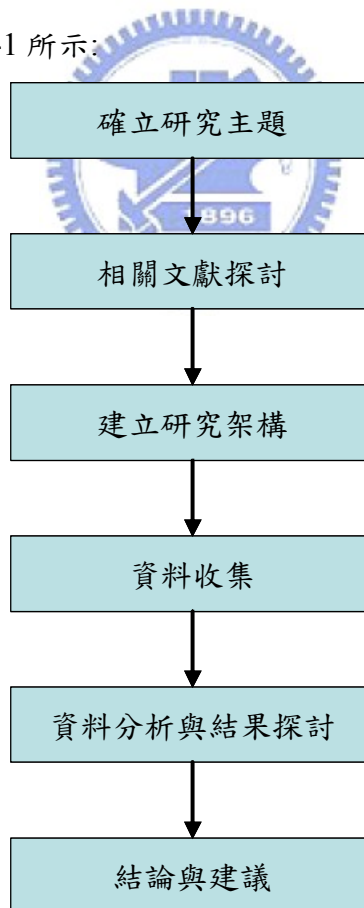 1 所示:
確立研究主題
1896
相關文獻探討
建立研究架構
資料收集
資料分析與結果探討
結論與建議